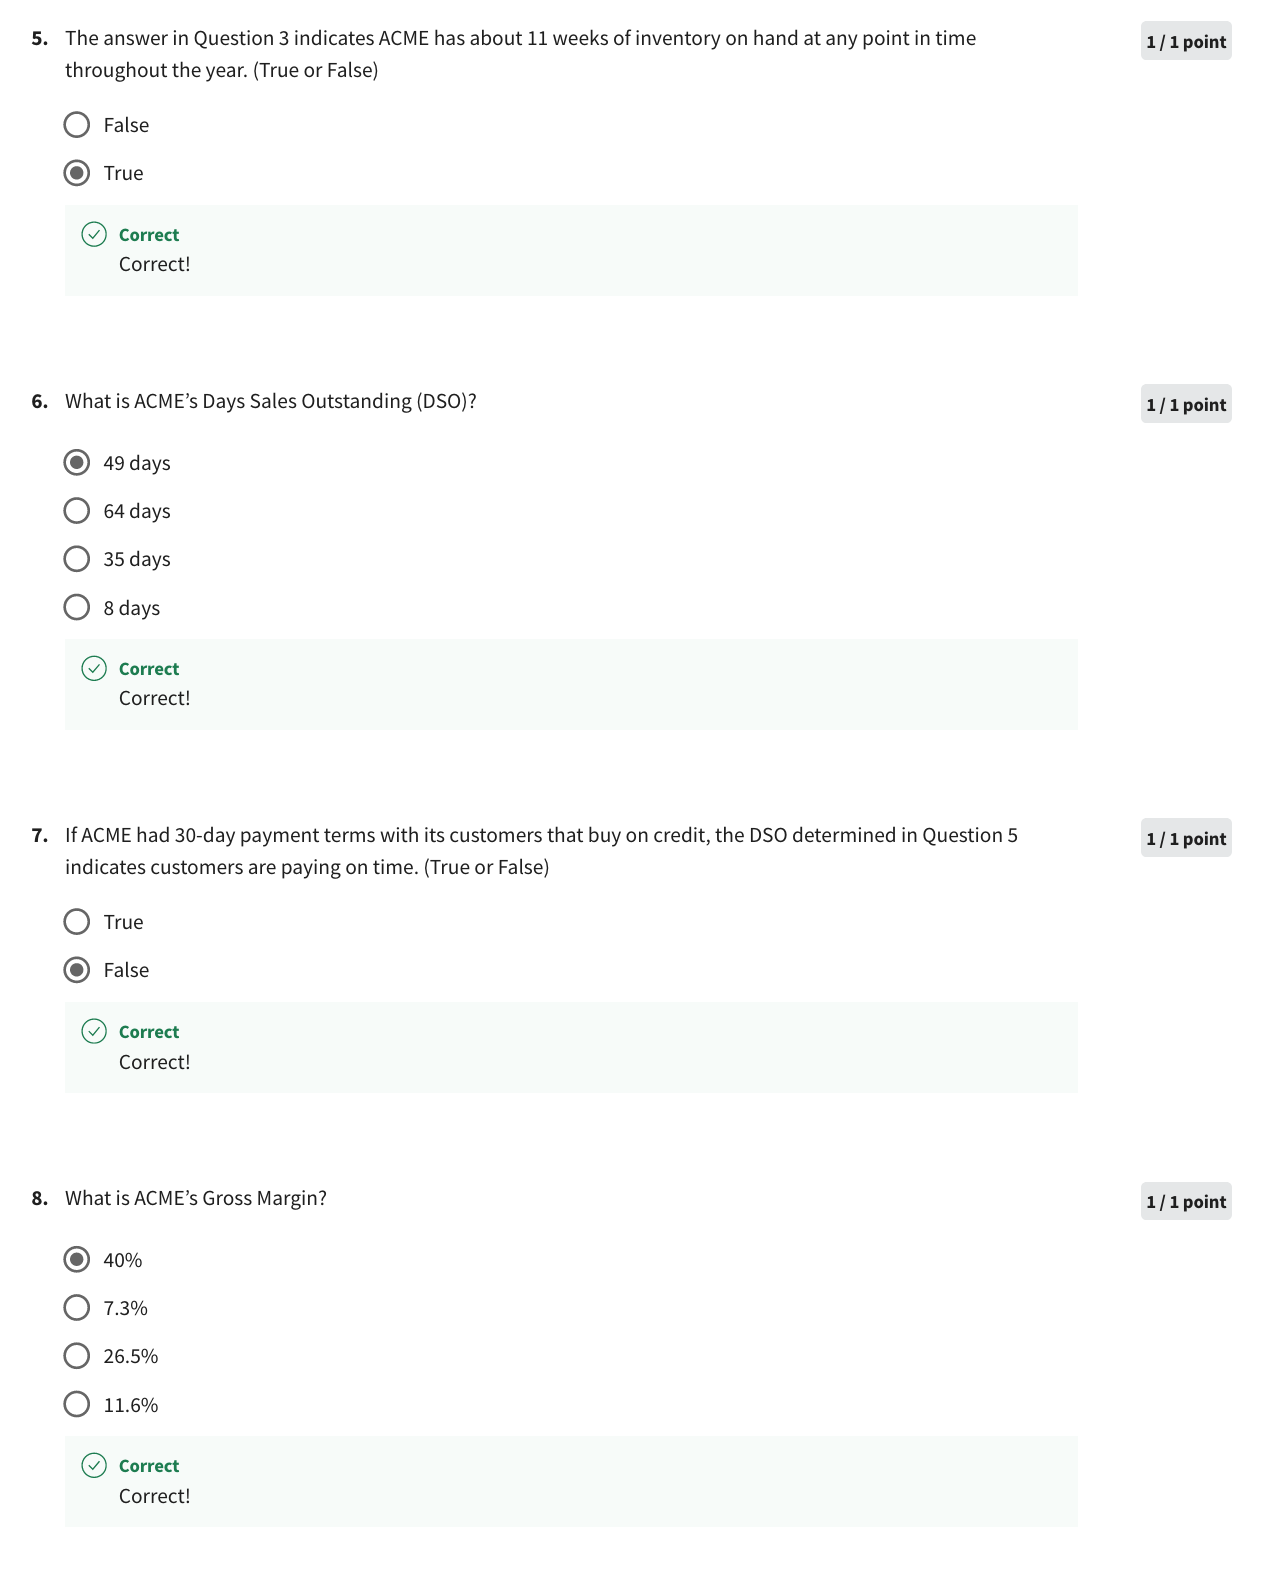 5. The answer in Question 3 indicates ACME has about 11 weeks of inventory on hand at any point in time
throughout the year. (True or False)
1 / 1 point
False
True
Correct
Correct!
6. What is ACME’s Days Sales Outstanding (DSO)?
1 / 1 point
49 days
64 days
35 days
8 days
Correct
Correct!
7. If ACME had 30-day payment terms with its customers that buy on credit, the DSO determined in Question 5
indicates customers are paying on time. (True or False)
1 / 1 point
True
False
Correct
Correct!
8. What is ACME’s Gross Margin?
1 / 1 point
40%
7.3%
26.5%
11.6%
Correct
Correct!